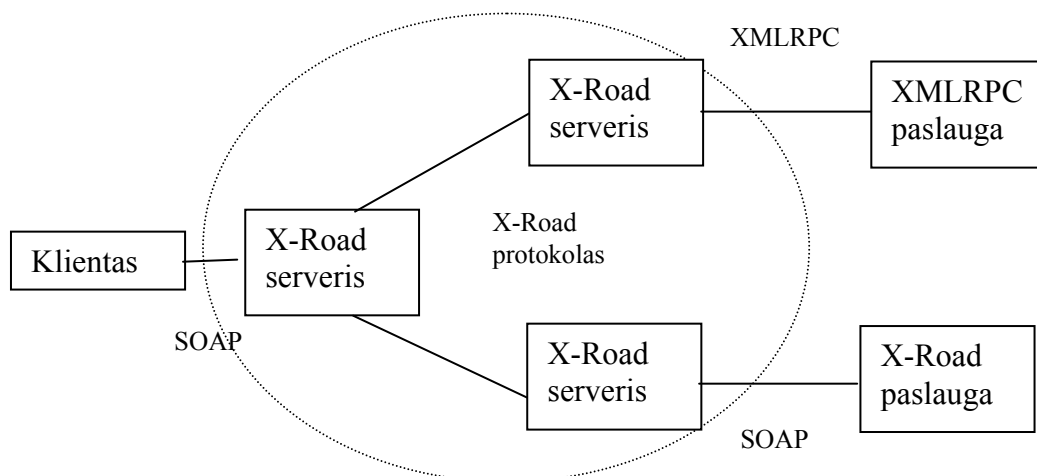 XMLRPC
X-Road
serveris
XMLRPC
paslauga
Klientas
X-Road
serveris
X-Road
protokolas
SOAP
X-Road
serveris
X-Road
paslauga
SOAP